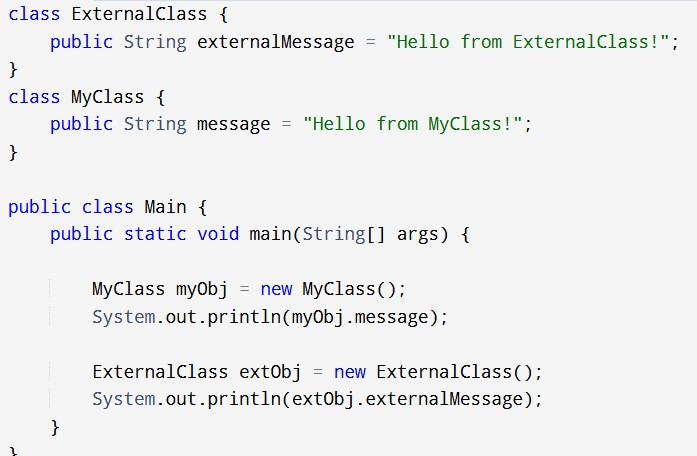 class ExternalClass {
    public String externalMessage = "Hello from ExternalClass!";
}
class MyClass {
    public String message = "Hello from MyClass!";
}

public class Main {
    public static void main(String[] args) {

        MyClass myObj = new MyClass();
        System.out.println(myObj.message);

        ExternalClass extObj = new ExternalClass();
        System.out.println(extObj.externalMessage);
    }
}